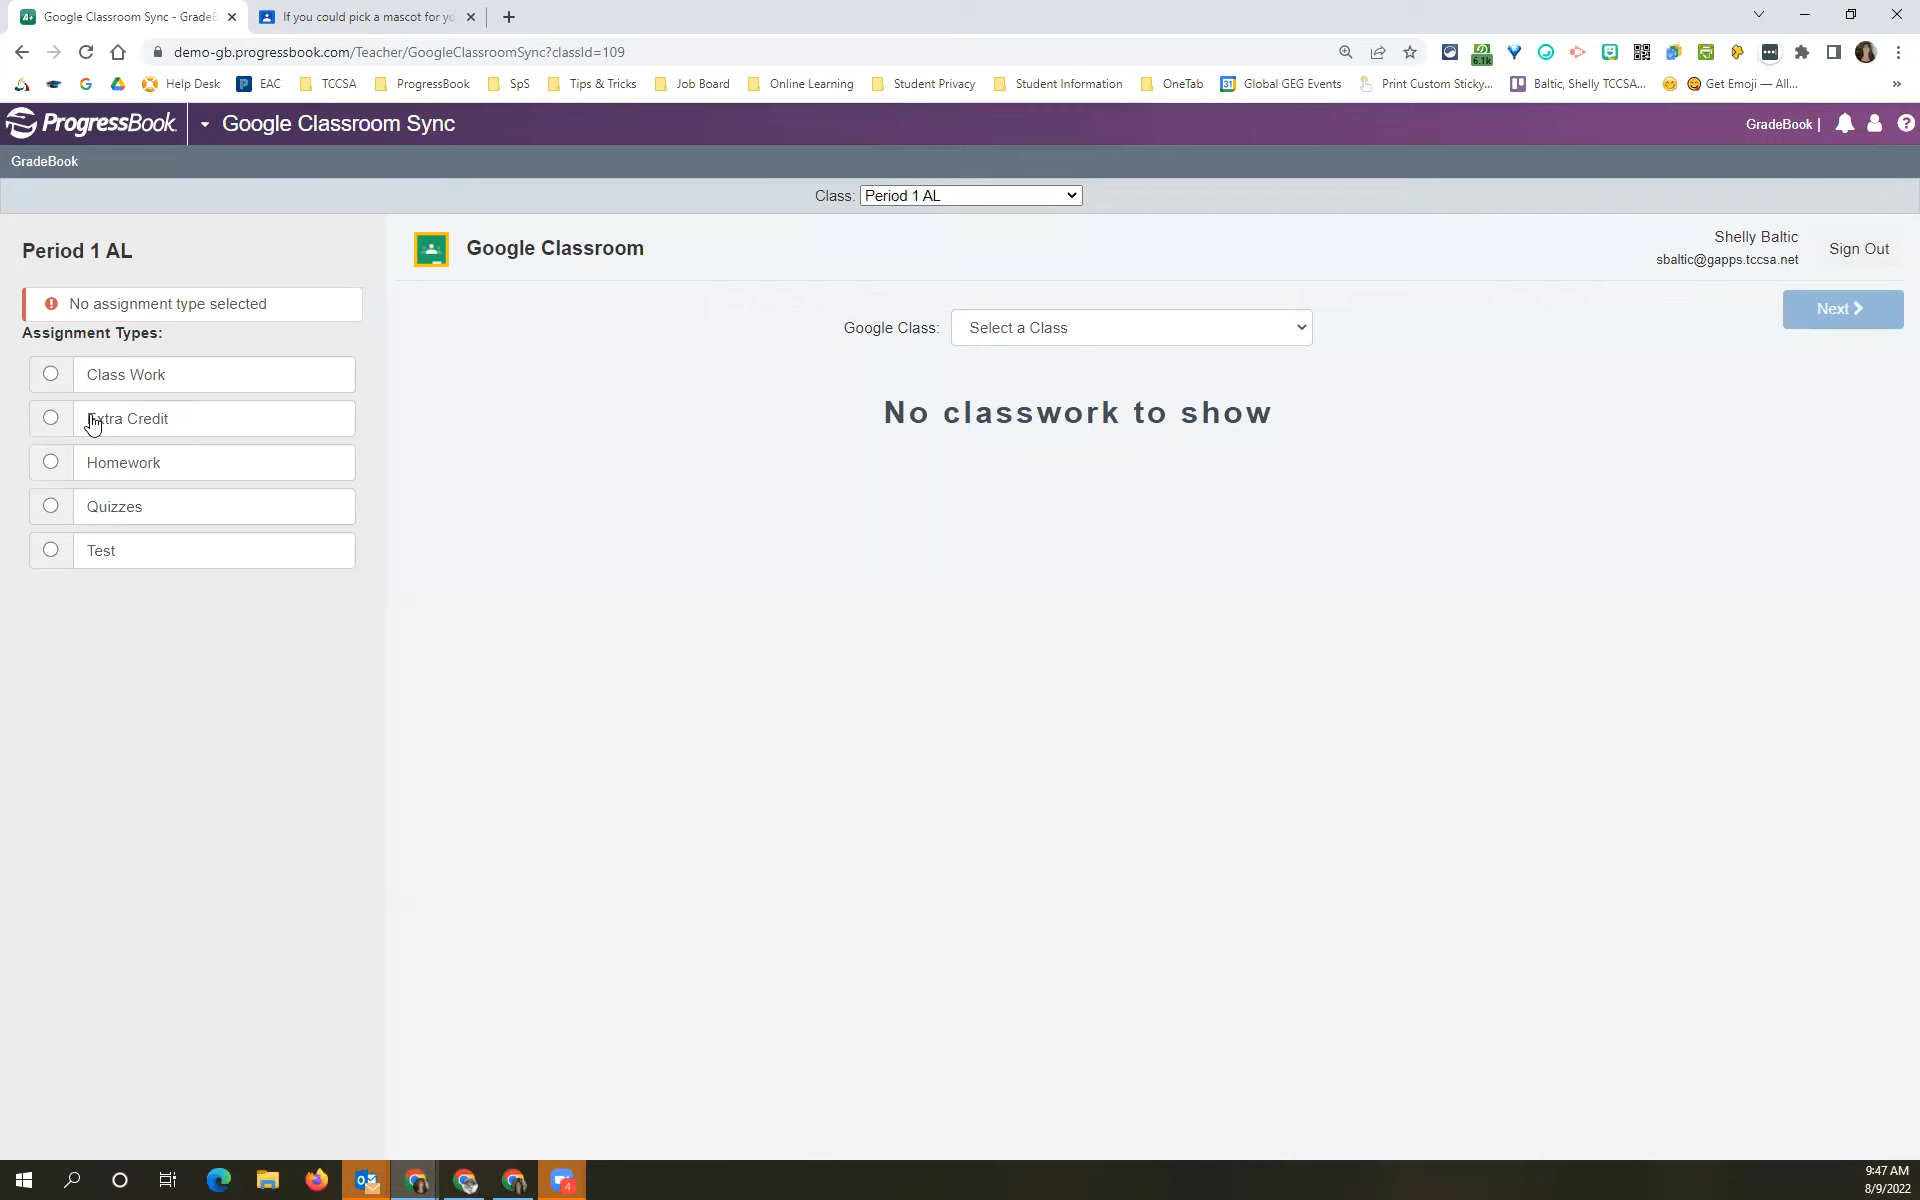 Google Classroom Sync - GradeB
If you could pick a mascot for yo
demo-gb.progressbook.com/Teacher/GoogleClassroomSync?classId=109
6.1k
Help Desk EAC TCCSA ProgressBook SpS Tips & Tricks Job Board Online Learning Student Privacy Student Information OneTab 31 Global GEG Events Print Custom Sticky... Baltic, Shelly TCCSA... Get Emoji — All... »
ProgressBook Google Classroom Sync GradeBook | ?
GradeBook
Class: Period 1 AL
Period 1 AL
No assignment type selected
Assignment Types:
Class Work
Extra Credit
Homework
Quizzes
Test
Google Classroom
Shelly Baltic
sbaltic@gapps.tccsa.net
Sign Out
Next
Google Class: Select a Class
No classwork to show
4
9:47 AM
8/9/2022